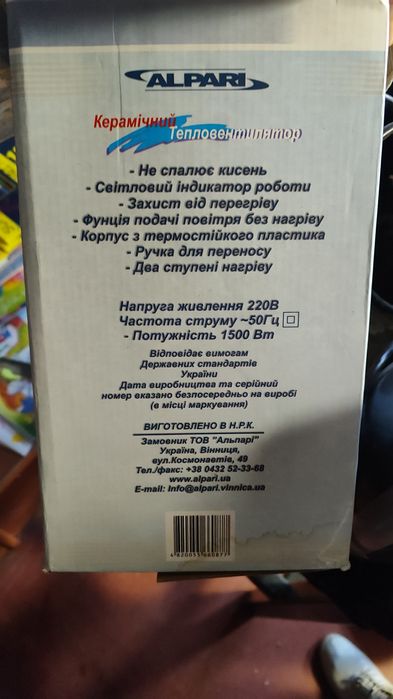 ALPARI
Керамічний
Тепловентилятор
- Не спалює кисень
- Світловий індикатор роботи
- Захист від перегріву
- Фунція подачі повітря без нагріву
- Корпус з термостійкого пластика
- Ручка для переносу
- Два ступені нагріву
Напруга живлення 220В
Частота струму ~50Гц
- Потужність 1500 Вт
Відповідає вимогам
Державних стандартів
України
Дата виробництва та серійний
номер вказано безпосередньо на виробі
(в місці маркування)
ВИГОТОВЛЕНО В Н.Р.К.
Замовник ТОВ "Альпарі"
Україна, Вінниця,
вул.Космонавтів, 49
Тел./факс: +38 0432 52-33-68
www.alpari.ua
E-mail: info@alpari.vinnica.ua
4820055660877